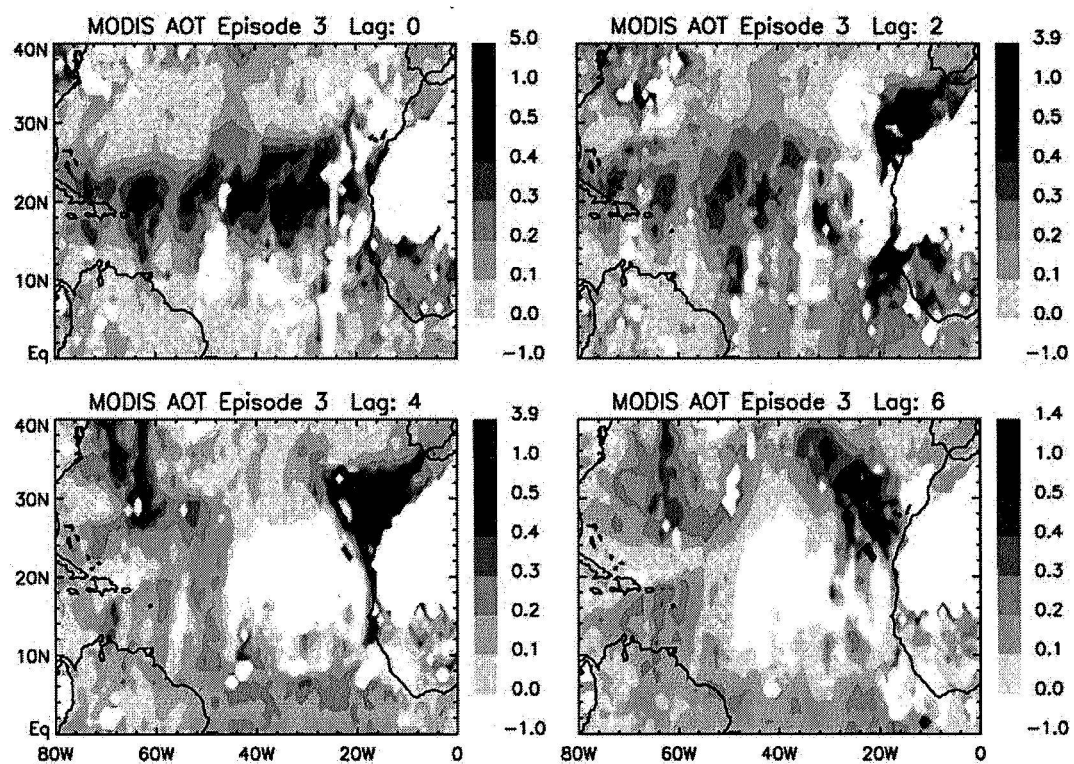 MODIS AOT Episode 3 Lag: 0
40N
30N
20N
10N
Eq
5.0
1.0
0.5
0.4
0.3
0.2
0.1
0.0
−1.0
MODIS AOT Episode 3 Lag: 2
3.9
1.0
0.5
0.4
0.3
0.2
0.1
0.0
−1.0
MODIS AOT Episode 3 Lag: 4
40N
30N
20N
10N
Eq
80W
60W
40W
20W
0
3.9
1.0
0.5
0.4
0.3
0.2
0.1
0.0
−1.0
MODIS AOT Episode 3 Lag: 6
80W
60W
40W
20W
0
1.4
1.0
0.5
0.4
0.3
0.2
0.1
0.0
−1.0